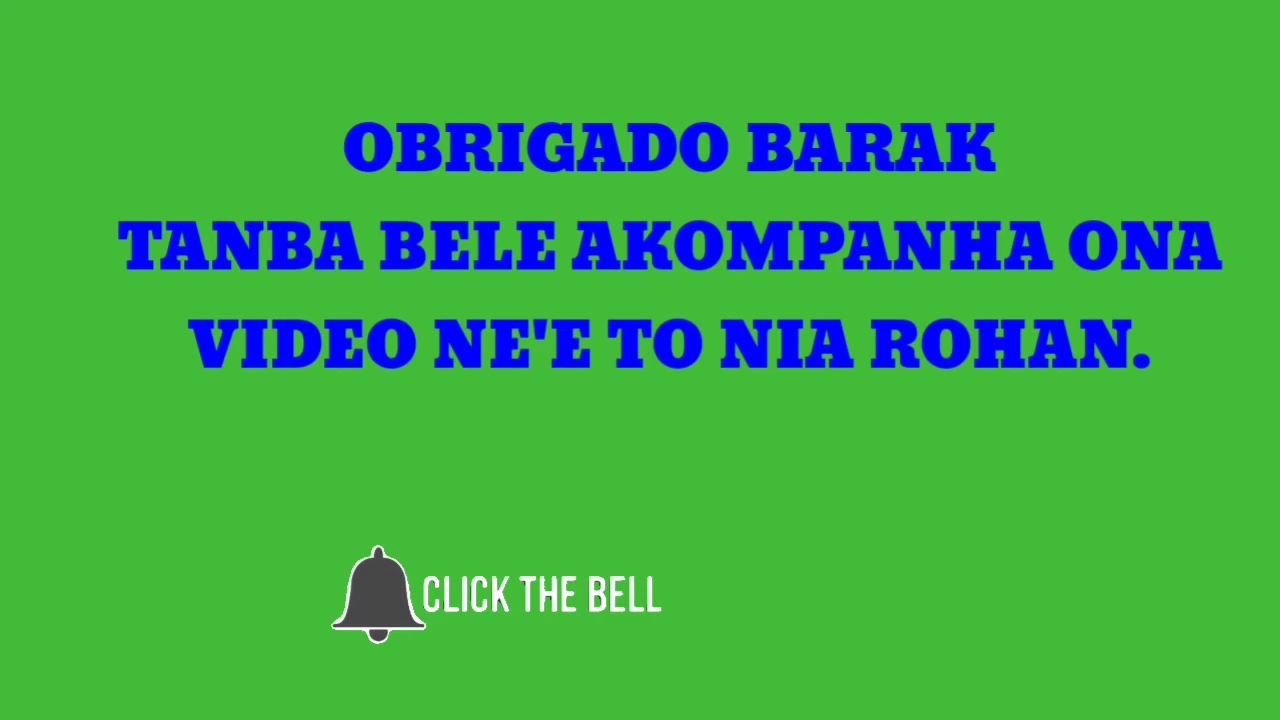 OBRIGADO BARAK
TANBA BELE AKOMPANHA ONA
VIDEO NE'E TO NIA ROHAN.
CLICK THE BELL